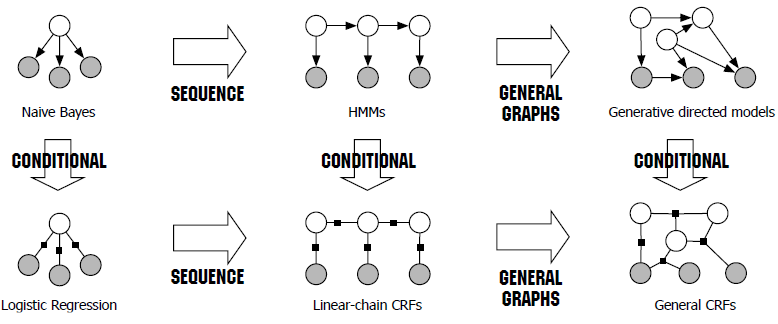 SEQUENCE
GENERAL
GRAPHS
Naive Bayes
HMMs
Generative directed models
CONDITIONAL
CONDITIONAL
CONDITIONAL
SEQUENCE
GENERAL
GRAPHS
Logistic Regression
Linear-chain CRFs
General CRFs